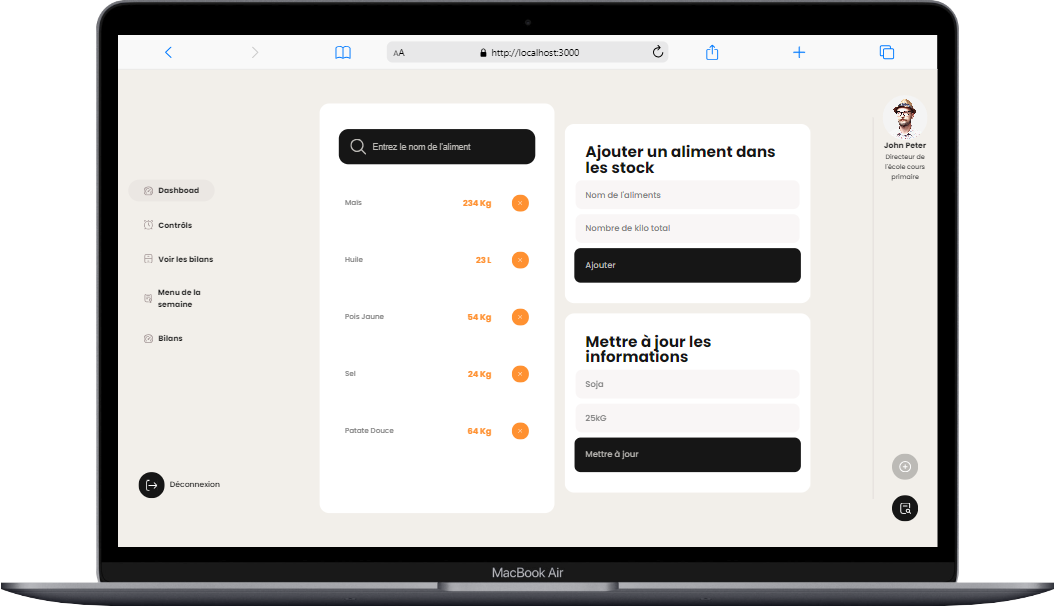 AA
http://localhost:3000
Dashboad
Contrôls
Voir les bilans
Menu de la
semaine
Bilans
Déconnexion
Entrez le nom de l'aliment
Maïs 234 Kg
Huile 23 L
Pois Jaune 54 Kg
Sel 24 Kg
Patate Douce 64 Kg
Ajouter un aliment dans
les stock
Nom de l'aliments
Nombre de kilo total
Ajouter
Mettre à jour les
informations
Soja
25kG
Mettre à jour
John Peter
Directeur de
l'école cours
primaire
MacBook Air